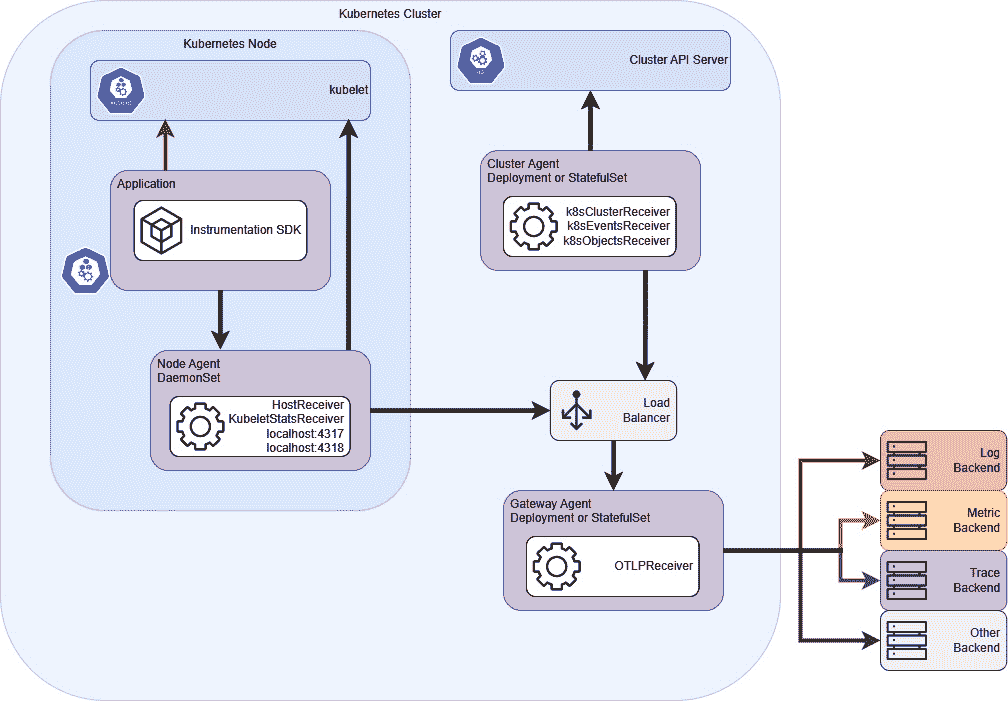 Kubernetes Cluster
Kubernetes Node
kubelet
Cluster API Server
Application
Instrumentation SDK
Cluster Agent
Deployment or StatefulSet
k8sClusterReceiver
k8sEventsReceiver
k8sObjectsReceiver
Node Agent
DaemonSet
HostReceiver
KubeletStatsReceiver
localhost:4317
localhost:4318
Load
Balancer
Gateway Agent
Deployment or StatefulSet
OTLPReceiver
Log
Backend
Metric
Backend
Trace
Backend
Other
Backend